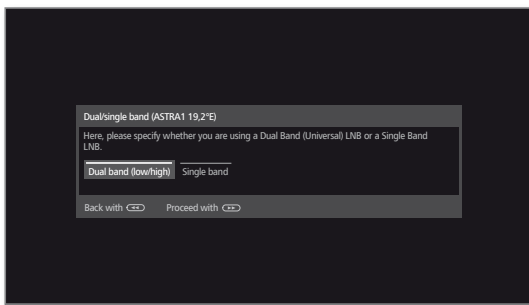 Dual/single band (ASTRA1 19,2°E)
Here, please specify whether you are using a Dual Band (Universal) LNB or a Single Band
LNB.
Dual band (low/high) Single band
Back with Proceed with